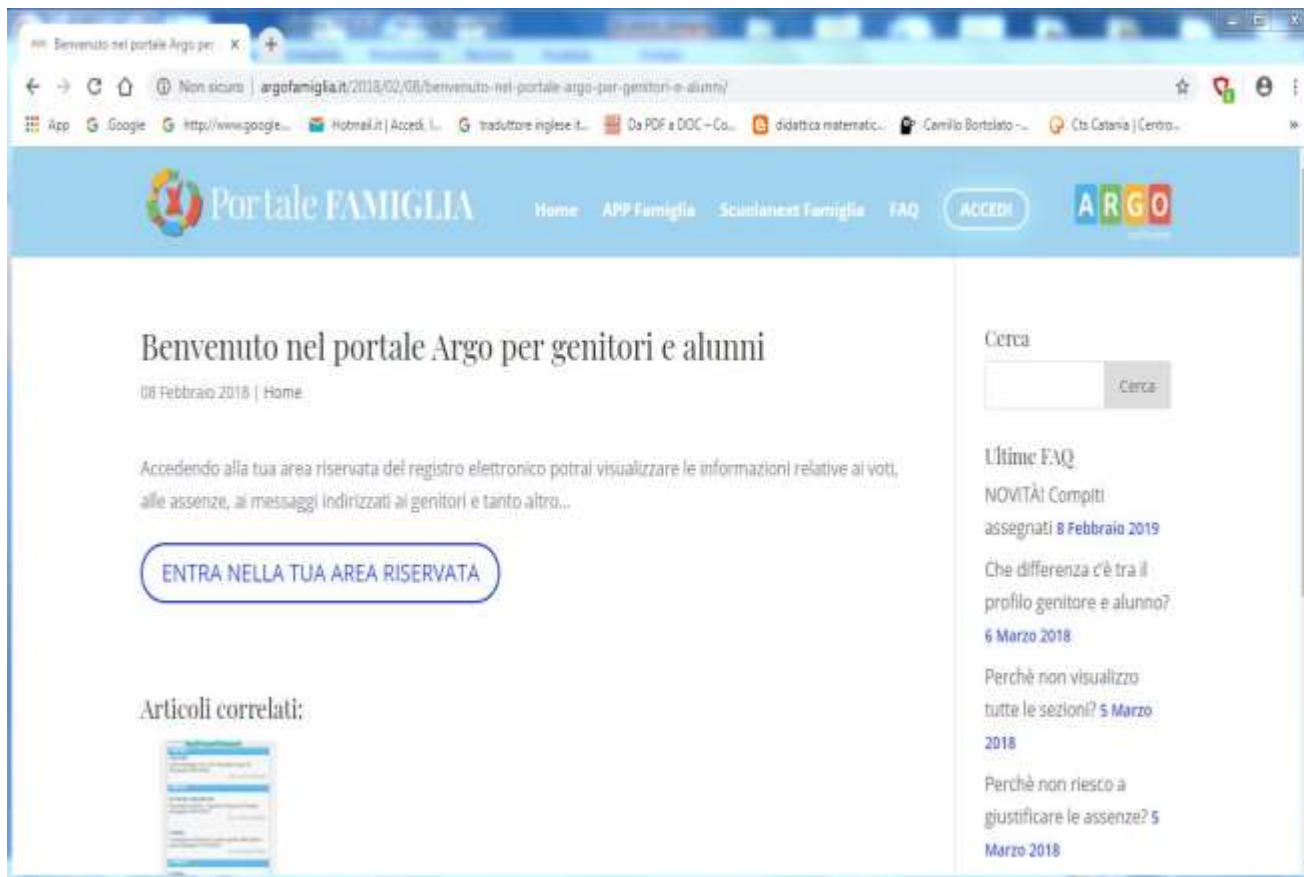 Benvenuto nel portale Argo per
Non sicuro | argofamiglia.it/2018/02/08/benvenuto-nel-portale-argo-per-genitori-e-alunni/
App Google http://www.google... Hotmail.it | Accedi, I... traduttore inglese it... Da PDF a DOC – Co... didattica matematic... Camillo Bortolato -... Cts Catania | Centro...
Portale FAMIGLIA Home APP Famiglia Scuolanext Famiglia FAQ ACCEDI ARGO
Benvenuto nel portale Argo per genitori e alunni
08 Febbraio 2018 | Home
Accedendo alla tua area riservata del registro elettronico potrai visualizzare le informazioni relative ai voti,
alle assenze, ai messaggi indirizzati ai genitori e tanto altro...
ENTRA NELLA TUA AREA RISERVATA
Articoli correlati:
Cerca
Cerca
Ultime FAQ
NOVITÀ! Compiti
assegnati 8 Febbraio 2019
Che differenza c'è tra il
profilo genitore e alunno?
6 Marzo 2018
Perchè non visualizzo
tutte le sezioni? 5 Marzo
2018
Perchè non riesco a
giustificare le assenze? 5
Marzo 2018